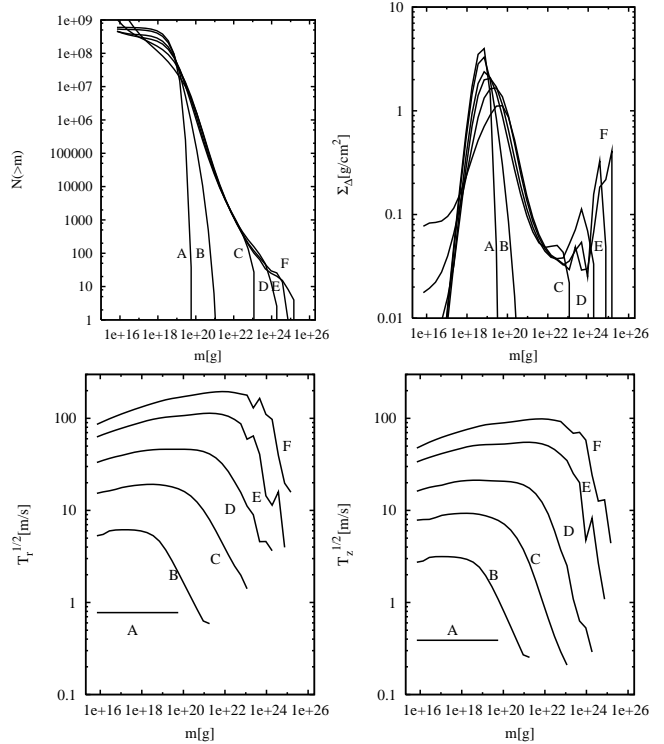 N(>m)
1e+09
1e+08
1e+07
1e+06
100000
10000
1000
100
10
1
A
B
C
D
E
F
1e+16 1e+18 1e+20 1e+22 1e+24 1e+26
m[g]
Σ_Δ[g/cm²]
10
1
0.1
0.01
A
B
C
D
E
F
1e+16 1e+18 1e+20 1e+22 1e+24 1e+26
m[g]
T_r^{1/2}[m/s]
100
10
1
0.1
A
B
C
D
E
F
1e+16 1e+18 1e+20 1e+22 1e+24 1e+26
m[g]
T_z^{1/2}[m/s]
100
10
1
0.1
A
B
C
D
E
F
1e+16 1e+18 1e+20 1e+22 1e+24 1e+26
m[g]